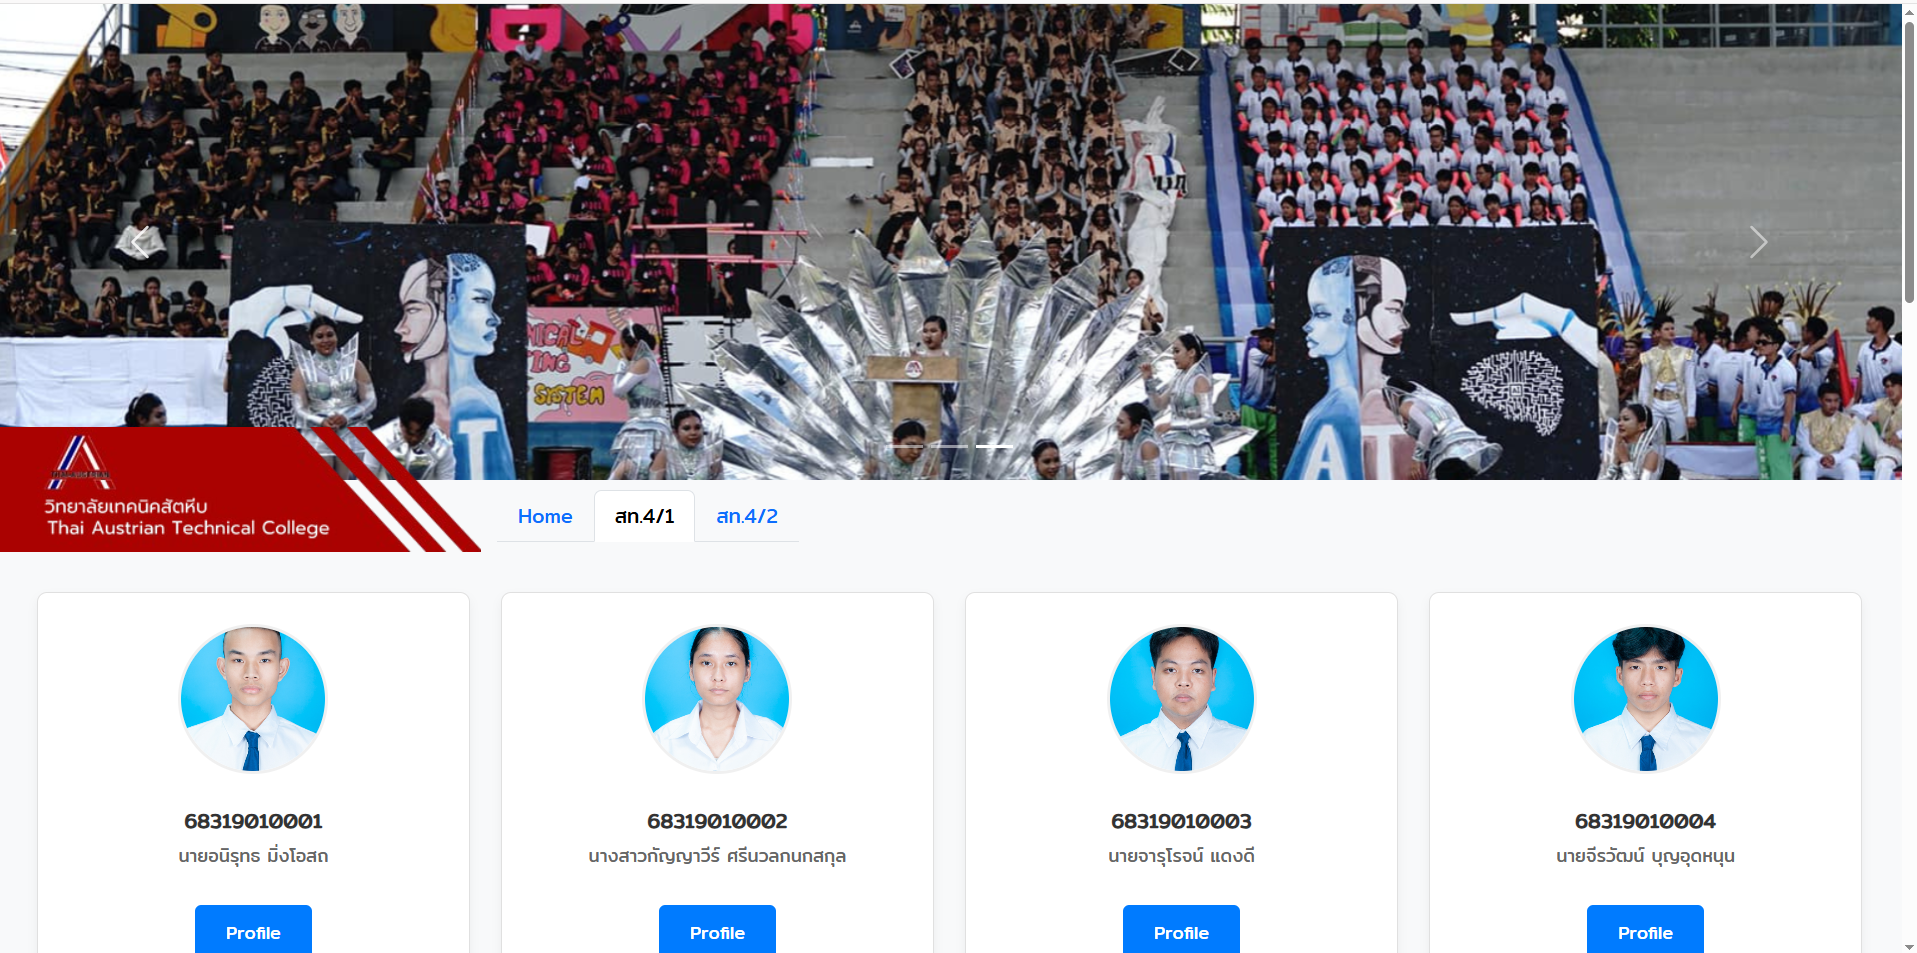 ICAL
ING
SYSTEM
T
AT
วิทยาลัยเทคนิคสัตหีบ
Thai Austrian Technical College
Home
สท.4/1
สท.4/2
68319010001
นายอนิรุทธ มิ่งโอสถ
Profile
68319010002
นางสาวกัญญาวีร์ ศรีนวลกนกสกุล
Profile
68319010003
นายจารุโรจน์ แดงดี
Profile
68319010004
นายจีรวัฒน์ บุญอุดหนุน
Profile